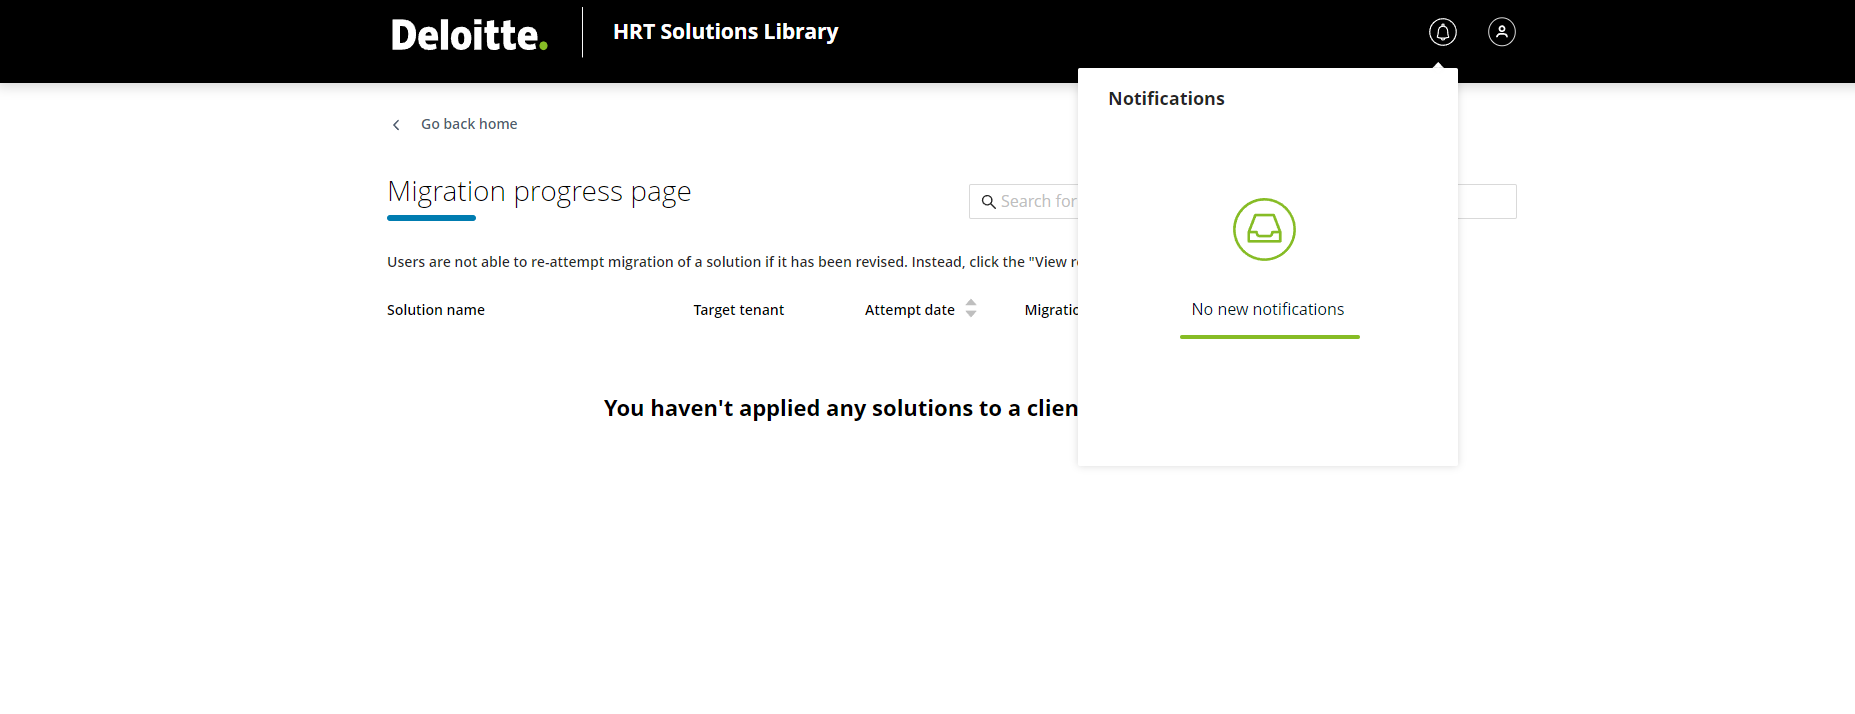 Deloitte.
HRT Solutions Library
Notifications
Go back home
Migration progress page
Search for
Users are not able to re-attempt migration of a solution if it has been revised. Instead, click the "View
Solution name
Target tenant
Attempt date
No new notifications
You haven't applied any solutions to a